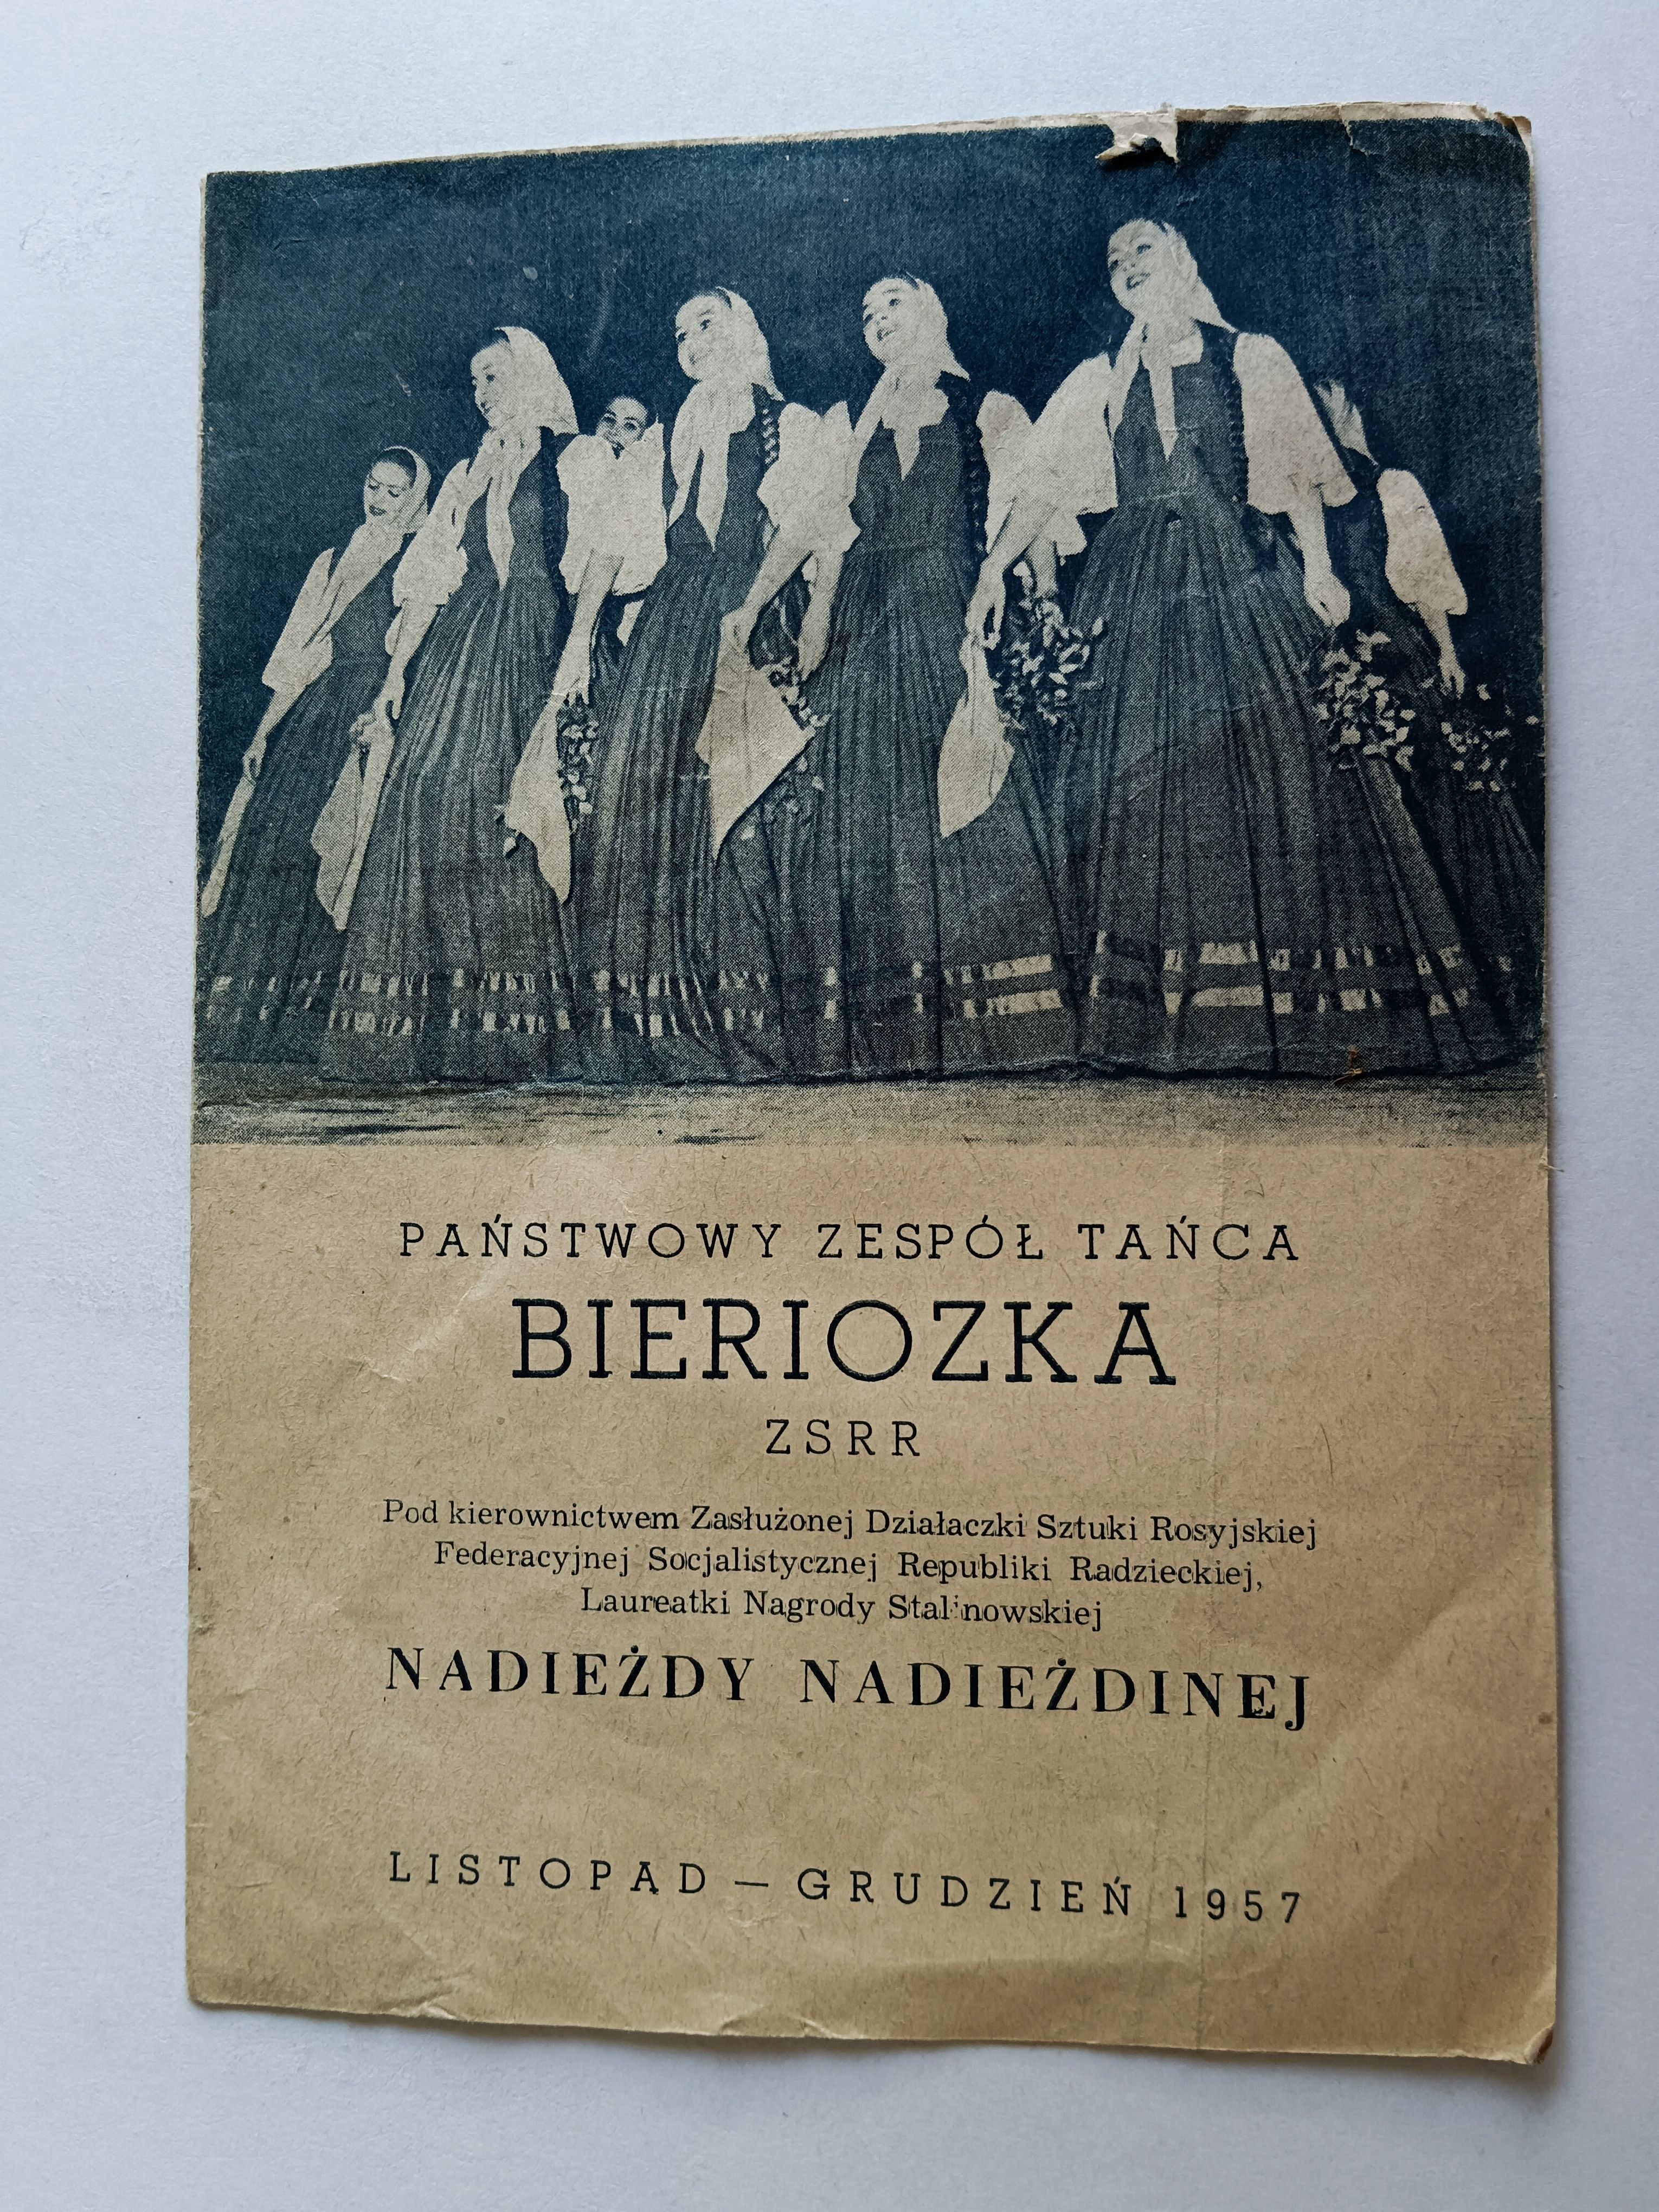 PAŃSTWOWY ZESPÓŁ TAŃCA
BIERIOZKA
ZSRR
Pod kierownictwem Zasłużonej Działaczki Sztuki Rosyjskiej
Federacyjnej Socjalistycznej Republiki Radzieckiej,
Laureatki Nagrody Stalinowskiej
NADIEŻDY NADIEŻDINEJ
LISTOPAD — GRUDZIEŃ 1957